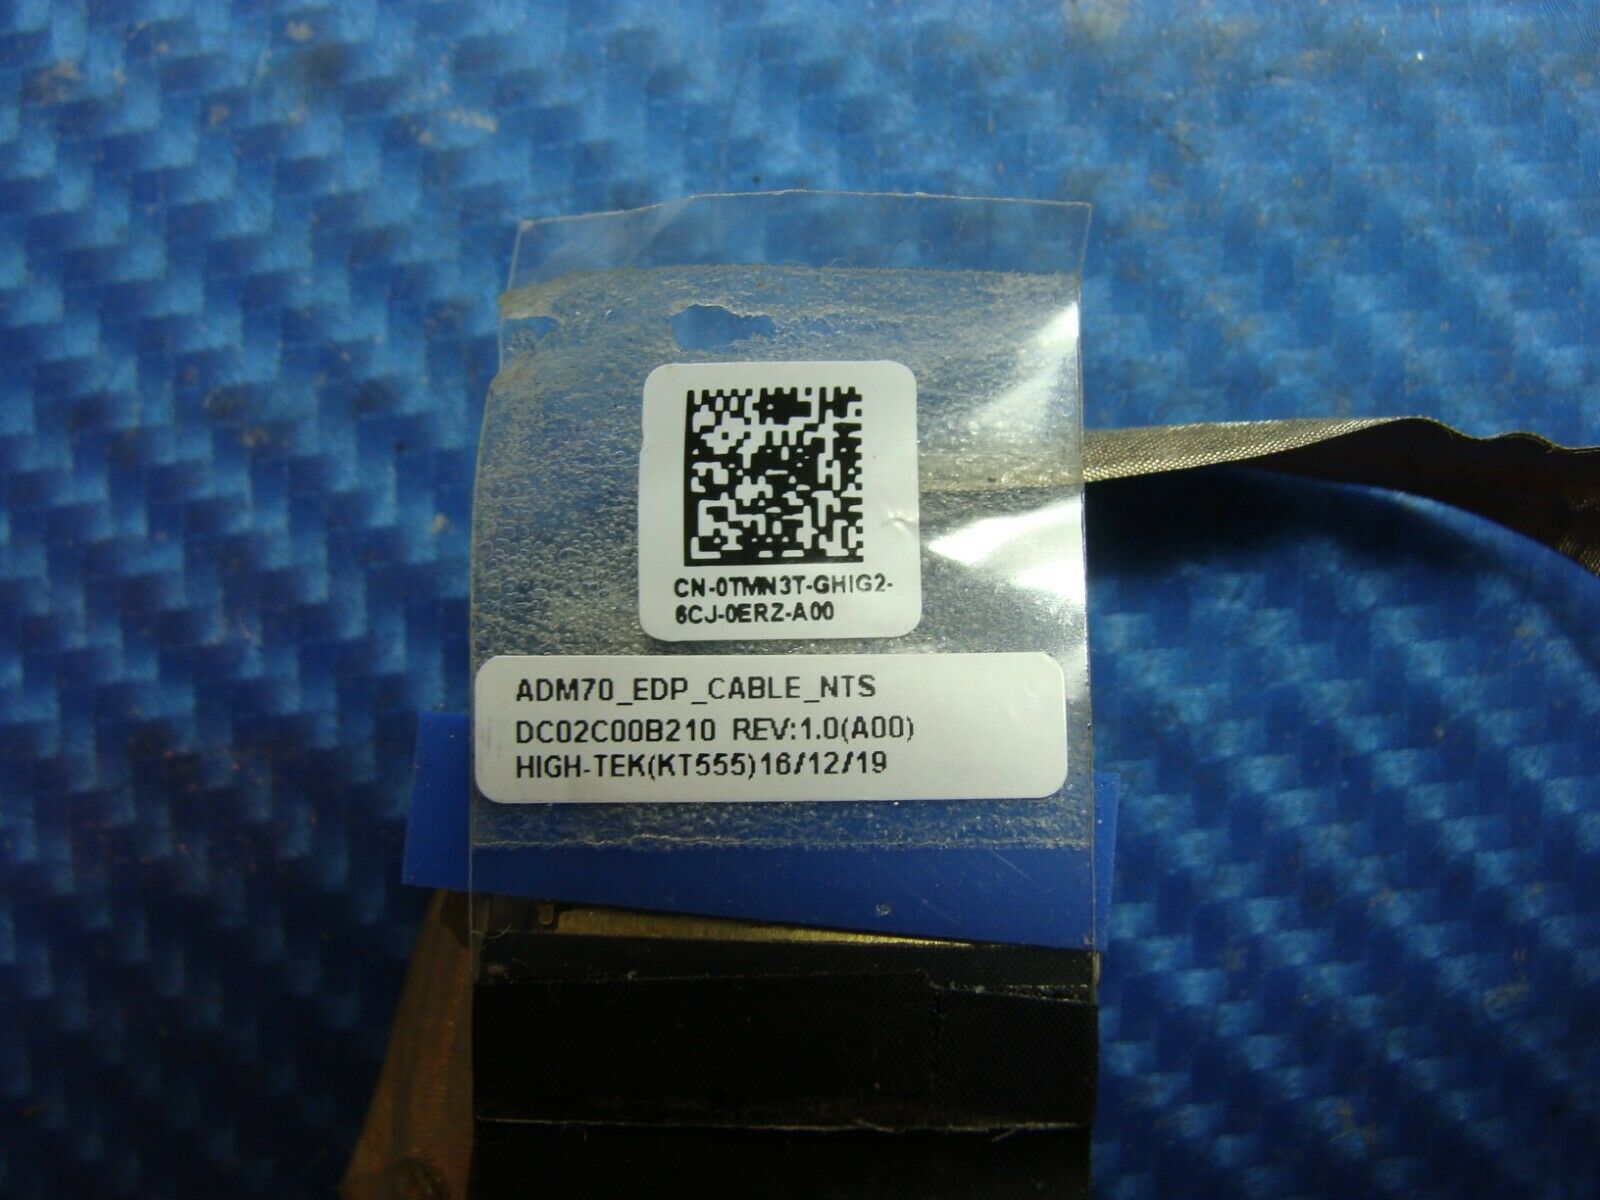 CN-0TMN3T-GHIG2-
6CJ-0ERZ-A00
ADM70_EDP_CABLE_NTS
DC02C00B210 REV:1.0(A00)
HIGH-TEK(KT555)16/12/19